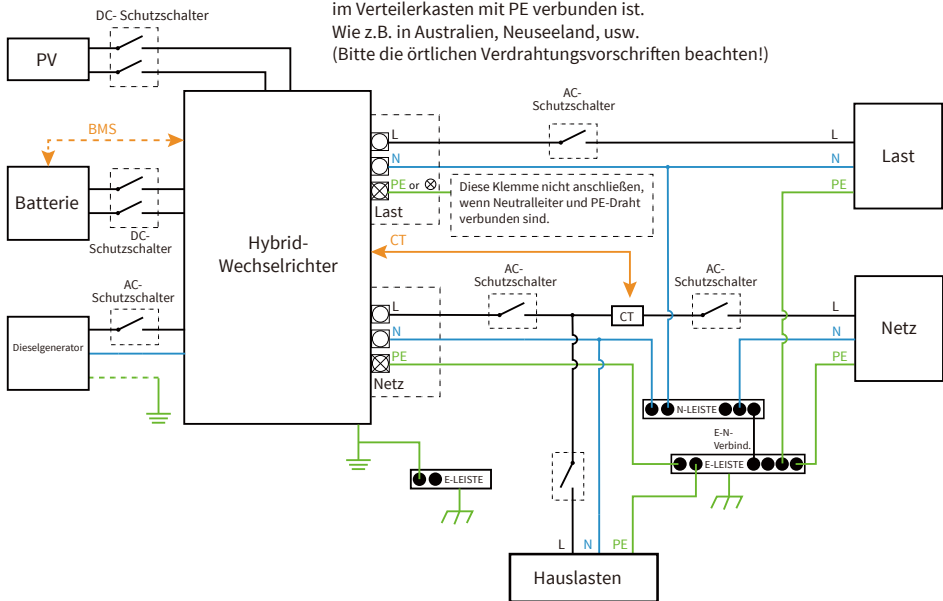 im Verteilerkasten mit PE verbunden ist.
Wie z.B. in Australien, Neuseeland, usw.
(Bitte die örtlichen Verdrahtungsvorschriften beachten!)
DC- Schutzschalter
PV
BMS
Batterie
DC-
Schutzschalter
AC-
Schutzschalter
Dieselgenerator
Hybrid-
Wechselrichter
L
N
PE or ⊗
Last
Diese Klemme nicht anschließen,
wenn Neutralleiter und PE-Draht
verbunden sind.
AC-
Schutzschalter
L
N
PE
Last
CT
AC-
Schutzschalter
CT
AC-
Schutzschalter
L
N
PE
Netz
L
N
PE
Netz
N-LEISTE
E-N-
Verbind.
E-LEISTE
E-LEISTE
L
N
PE
Hauslasten